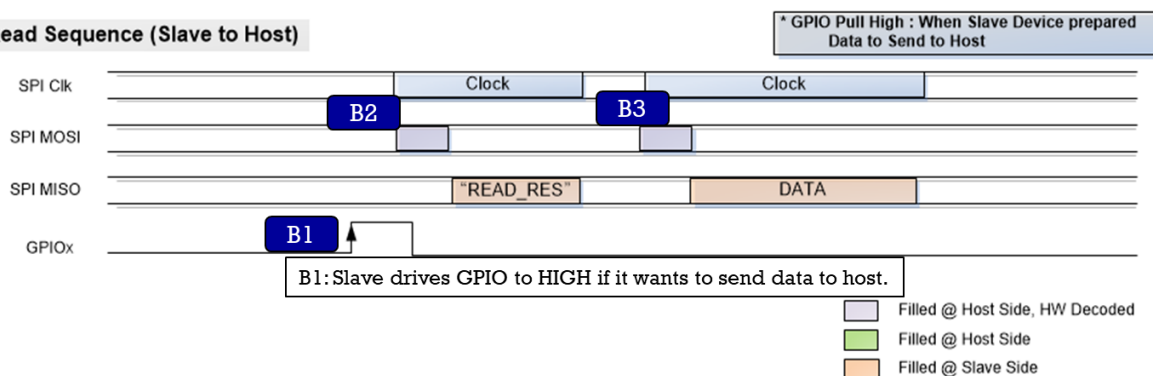 ead Sequence (Slave to Host)
* GPIO Pull High : When Slave Device prepared
Data to Send to Host
SPI Clk
Clock
Clock
B2
B3
SPI MOSI
SPI MISO
“READ_RES”
DATA
B1
GPIOx
B1: Slave drives GPIO to HIGH if it wants to send data to host.
Filled @ Host Side, HW Decoded
Filled @ Host Side
Filled @ Slave Side